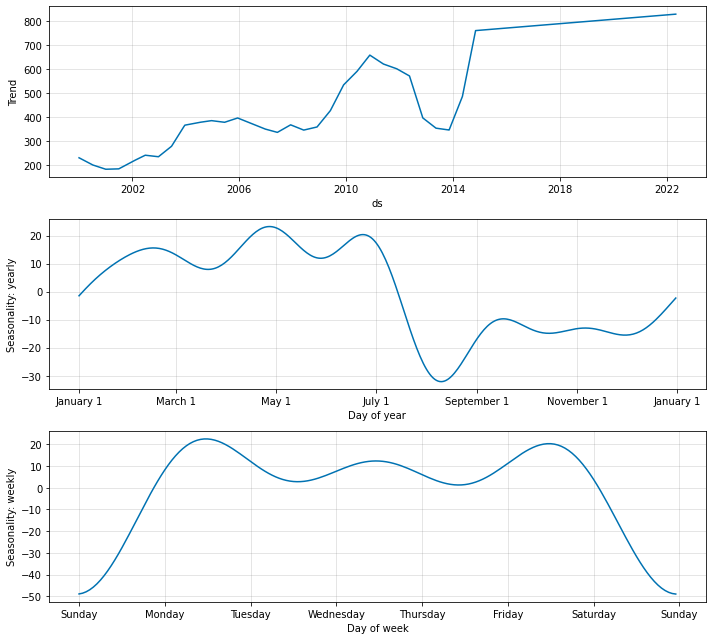 800
700
600
500
400
300
200
Trend
2002 2006 2010 2014 2018 2022
ds
20
10
0
−10
−20
−30
Seasonality: yearly
January 1 March 1 May 1 July 1 September 1 November 1 January 1
Day of year
20
10
0
−10
−20
−30
−40
−50
Seasonality: weekly
Sunday Monday Tuesday Wednesday Thursday Friday Saturday Sunday
Day of week